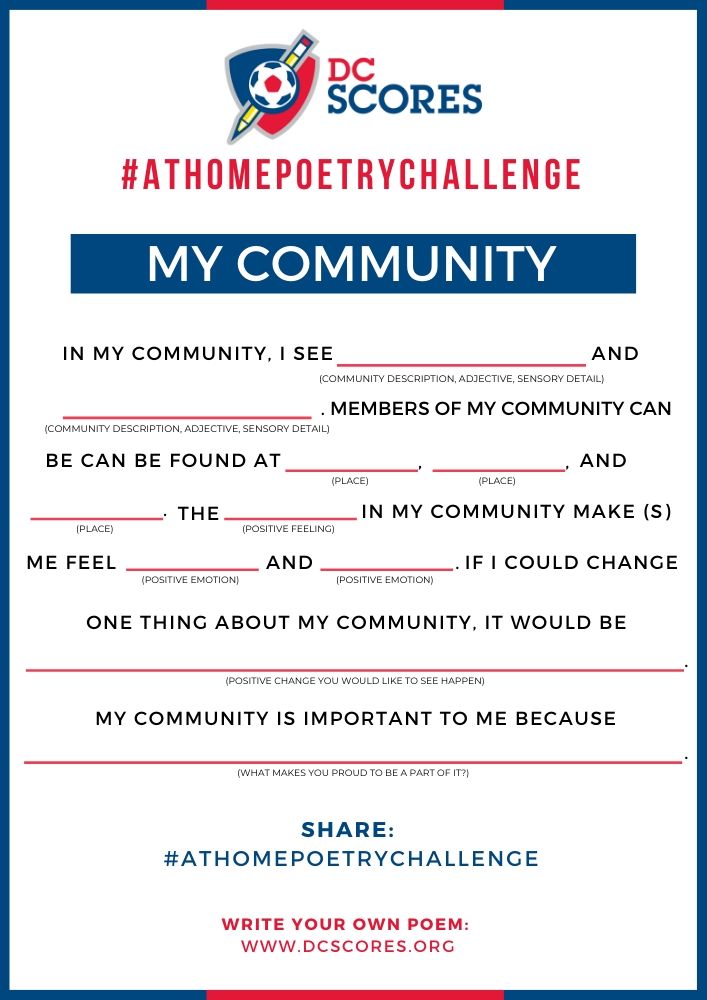 DC
SCORES
#ATHOMEPOETRYCHALLENGE
MY COMMUNITY
IN MY COMMUNITY, I SEE AND
(COMMUNITY DESCRIPTION, ADJECTIVE, SENSORY DETAIL)
. MEMBERS OF MY COMMUNITY CAN
(COMMUNITY DESCRIPTION, ADJECTIVE, SENSORY DETAIL)
BE CAN BE FOUND AT , , AND
(PLACE) (PLACE)
. THE IN MY COMMUNITY MAKE (S)
(PLACE) (POSITIVE FEELING)
ME FEEL AND . IF I COULD CHANGE
(POSITIVE EMOTION) (POSITIVE EMOTION)
ONE THING ABOUT MY COMMUNITY, IT WOULD BE
.
(POSITIVE CHANGE YOU WOULD LIKE TO SEE HAPPEN)
MY COMMUNITY IS IMPORTANT TO ME BECAUSE
.
(WHAT MAKES YOU PROUD TO BE A PART OF IT?)
SHARE:
#ATHOMEPOETRYCHALLENGE
WRITE YOUR OWN POEM:
WWW.DCSCORES.ORG